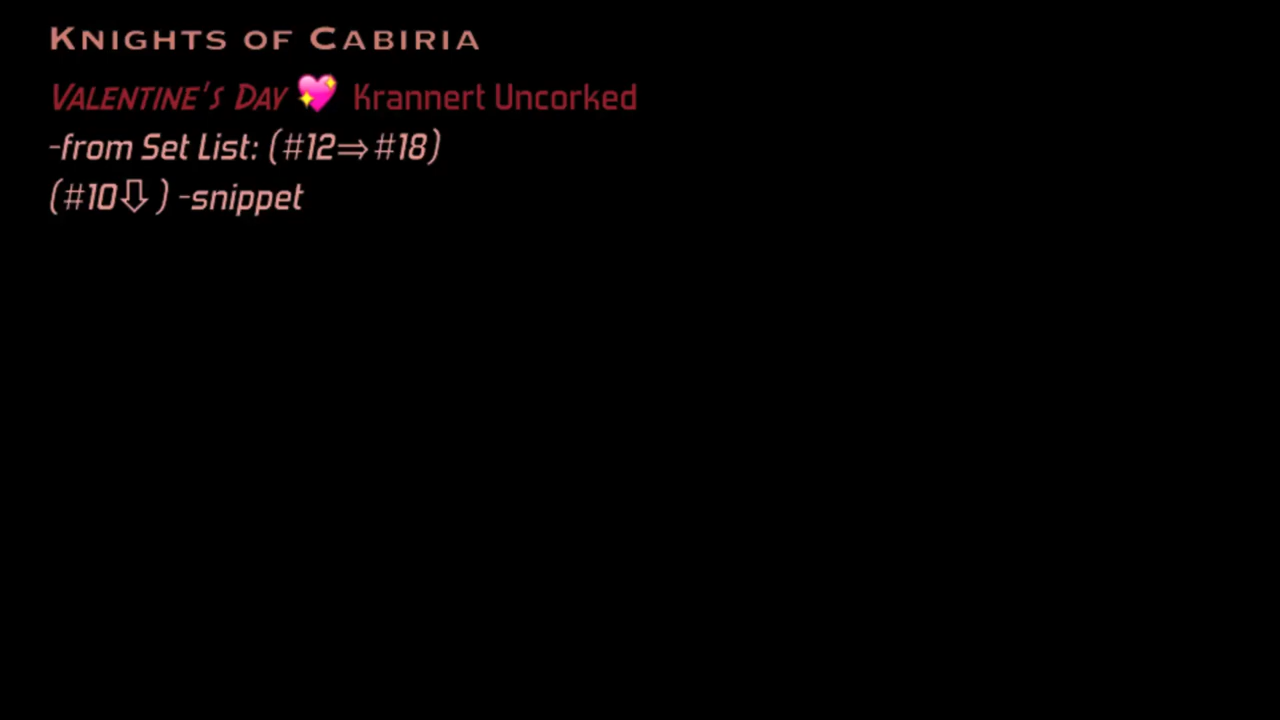 Knights of Cabiria
Valentine's Day 💖 Krannert Uncorked
-from Set List: (#12⇒#18)
(#10⇩ ) -snippet